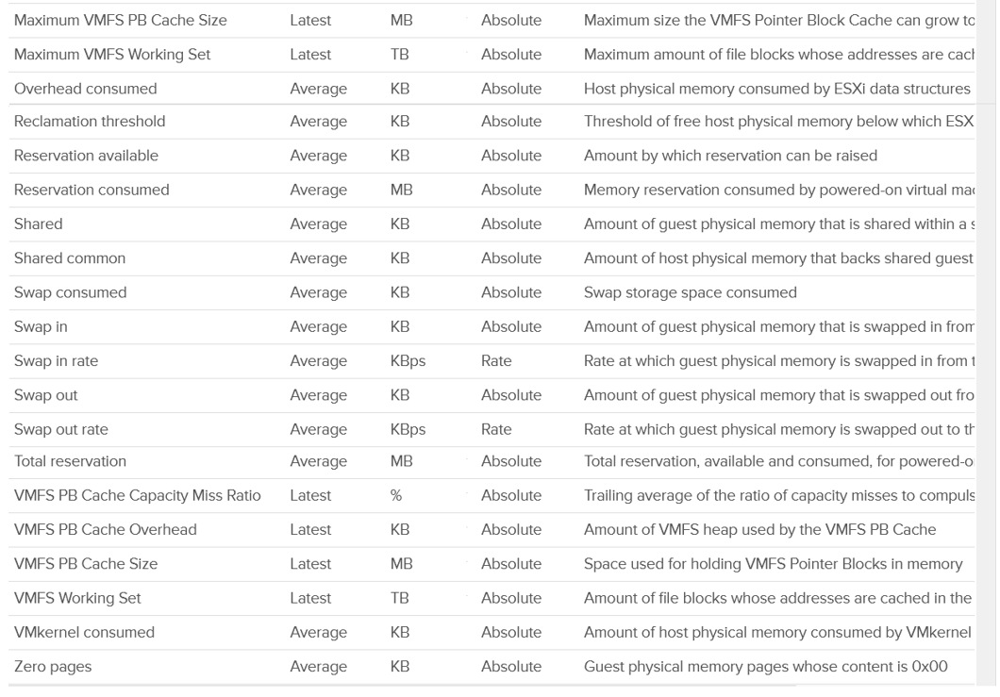 Maximum VMFS PB Cache Size Latest MB Absolute Maximum size the VMFS Pointer Block Cache can grow to
Maximum VMFS Working Set Latest TB Absolute Maximum amount of file blocks whose addresses are cach
Overhead consumed Average KB Absolute Host physical memory consumed by ESXi data structures
Reclamation threshold Average KB Absolute Threshold of free host physical memory below which ESX
Reservation available Average KB Absolute Amount by which reservation can be raised
Reservation consumed Average MB Absolute Memory reservation consumed by powered-on virtual mac
Shared Average KB Absolute Amount of guest physical memory that is shared within a s
Shared common Average KB Absolute Amount of host physical memory that backs shared guest
Swap consumed Average KB Absolute Swap storage space consumed
Swap in Average KB Absolute Amount of guest physical memory that is swapped in from
Swap in rate Average KBps Rate Rate at which guest physical memory is swapped in from t
Swap out Average KB Absolute Amount of guest physical memory that is swapped out fro
Swap out rate Average KBps Rate Rate at which guest physical memory is swapped out to th
Total reservation Average MB Absolute Total reservation, available and consumed, for powered-o
VMFS PB Cache Capacity Miss Ratio Latest % Absolute Trailing average of the ratio of capacity misses to compuls
VMFS PB Cache Overhead Latest KB Absolute Amount of VMFS heap used by the VMFS PB Cache
VMFS PB Cache Size Latest MB Absolute Space used for holding VMFS Pointer Blocks in memory
VMFS Working Set Latest TB Absolute Amount of file blocks whose addresses are cached in the
VMkernel consumed Average KB Absolute Amount of host physical memory consumed by VMkernel
Zero pages Average KB Absolute Guest physical memory pages whose content is 0x00